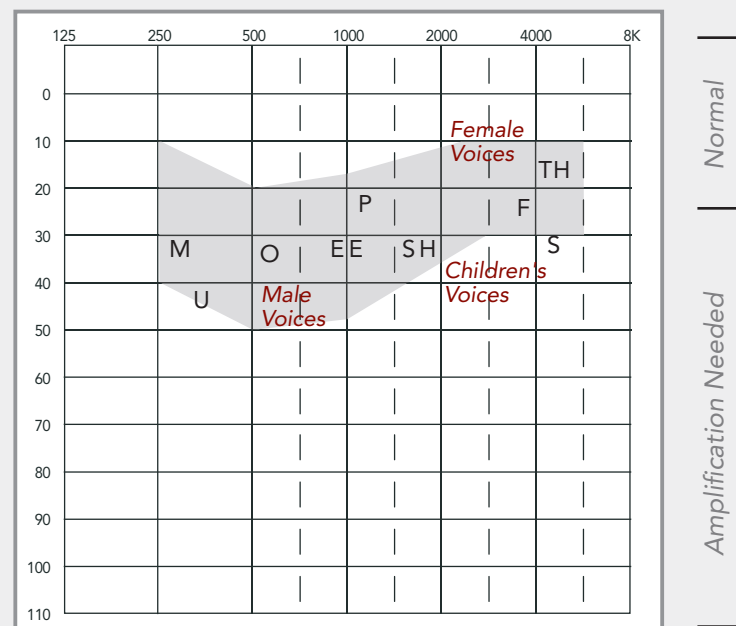 125 250 500 1000 2000 4000 8K
0
10
Female
Voices
TH
20
P
F
30
M
O
EE
SH
S
Children's
Voices
40
U
Male
Voices
50
60
70
80
90
100
110
Normal
Amplification Needed